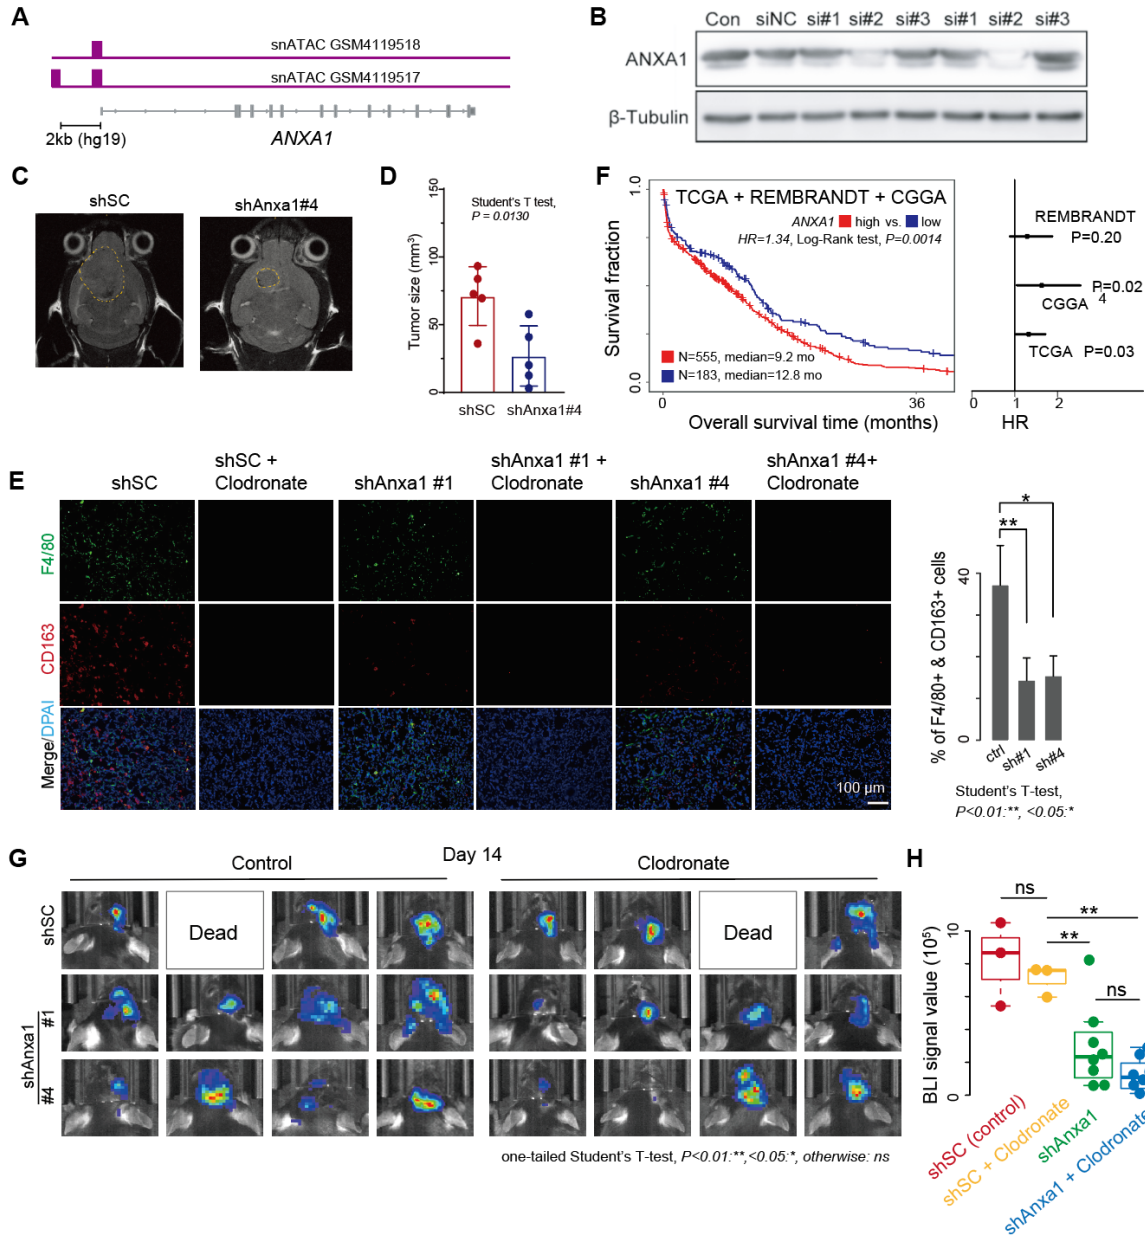 A
snATAC GSM4119518
snATAC GSM4119517
2kb (hg19)
ANXA1
B
Con siNC si#1 si#2 si#3 si#1 si#2 si#3
ANXA1
β-Tubulin
C
shSC
shAnxa1#4
D
Student's T test,
P = 0.0130
Tumor size (mm³)
150
100
50
0
shSC
shAnxa1#4
F
TCGA + REMBRANDT + CGGA
ANXA1 high vs. low
HR=1.34, Log-Rank test, P=0.0014
Survival fraction
1.0
0.0
N=555, median=9.2 mo
N=183, median=12.8 mo
0
36
Overall survival time (months)
REMBRANDT
P=0.20
P=0.02
4
CGGA
TCGA P=0.03
0 1 2
HR
E
shSC
shSC +
Clodronate
shAnxa1 #1
shAnxa1 #1 +
Clodronate
shAnxa1 #4
shAnxa1 #4+
Clodronate
F4/80
CD163
Merge/DPAI
100 µm
% of F4/80+ & CD163+ cells
40
0
**
*
ctrl
sh#1
sh#4
Student's T-test,
P<0.01:**, <0.05:*
G
Day 14
Control
Clodronate
shSC
Dead
Dead
shAnxa1
#1
#4
one-tailed Student's T-test, P<0.01:**,<0.05:*, otherwise: ns
H
BLI signal value (10⁵)
10
0
ns
**
**
ns
shSC (control)
shSC + Clodronate
shAnxa1
shAnxa1 + Clodronate